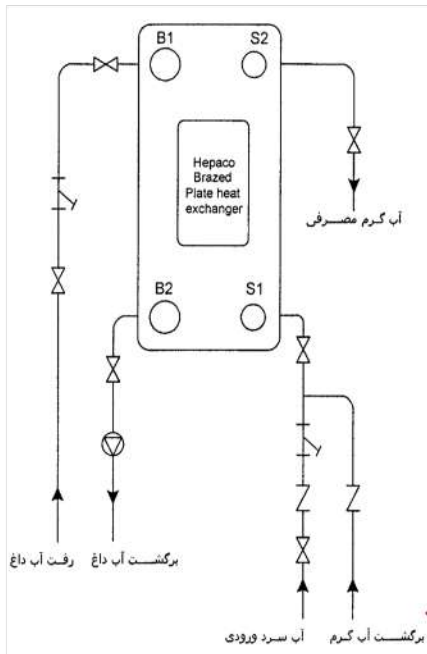 B1
S2
Hepaco
Brazed
Plate heat
exchanger
آب گرم مصرفی
B2
S1
رفت آب داغ
برگشت آب داغ
آب سرد ورودی
برگشت آب گرم